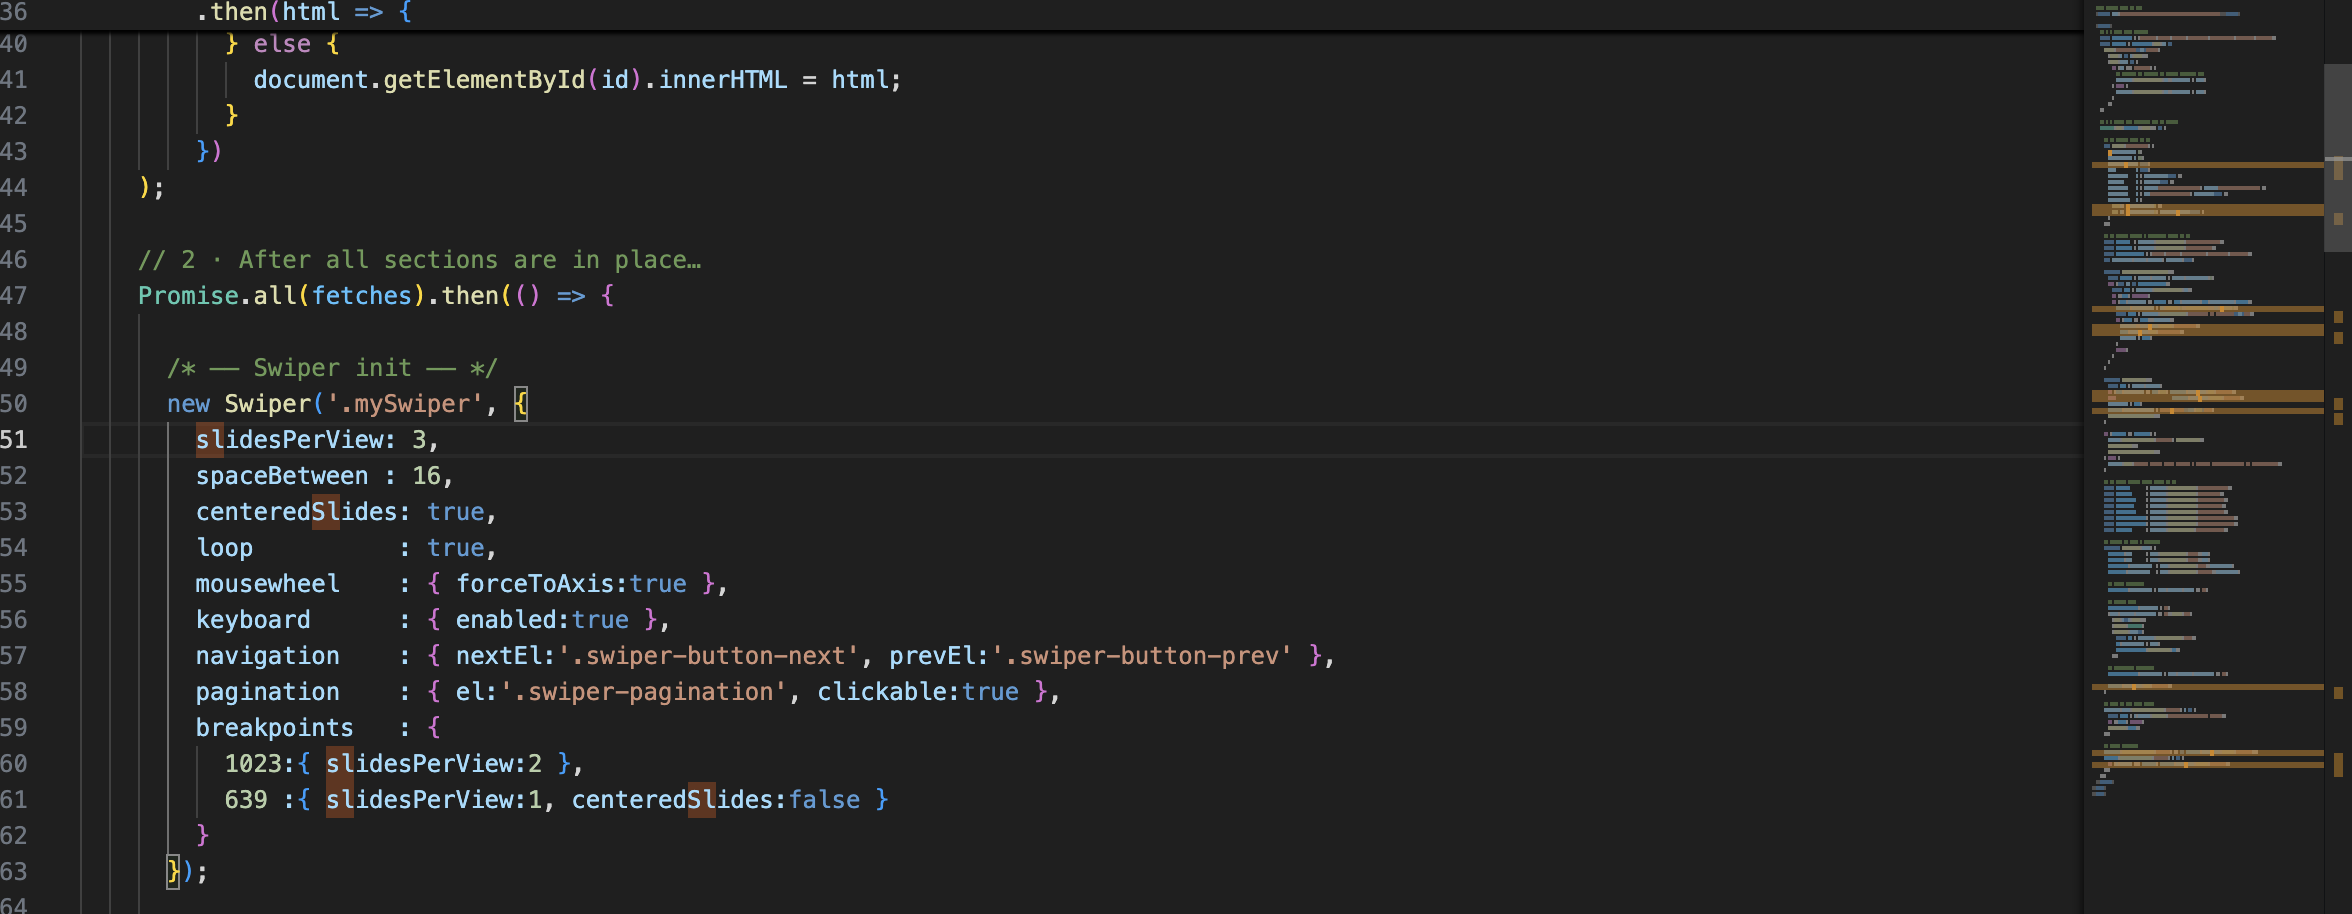 36 .then(html => {
40 } else {
41 document.getElementById(id).innerHTML = html;
42 }
43 })
44 );
45
46 // 2 · After all sections are in place…
47 Promise.all(fetches).then(() => {
48
49 /* –– Swiper init –– */
50 new Swiper('.mySwiper', {
51 slidesPerView: 3,
52 spaceBetween : 16,
53 centeredSlides: true,
54 loop          : true,
55 mousewheel    : { forceToAxis:true },
56 keyboard      : { enabled:true },
57 navigation    : { nextEl:'.swiper-button-next', prevEl:'.swiper-button-prev' },
58 pagination    : { el:'.swiper-pagination', clickable:true },
59 breakpoints   : {
60 1023:{ slidesPerView:2 },
61 639 :{ slidesPerView:1, centeredSlides:false }
62 }
63 });
64